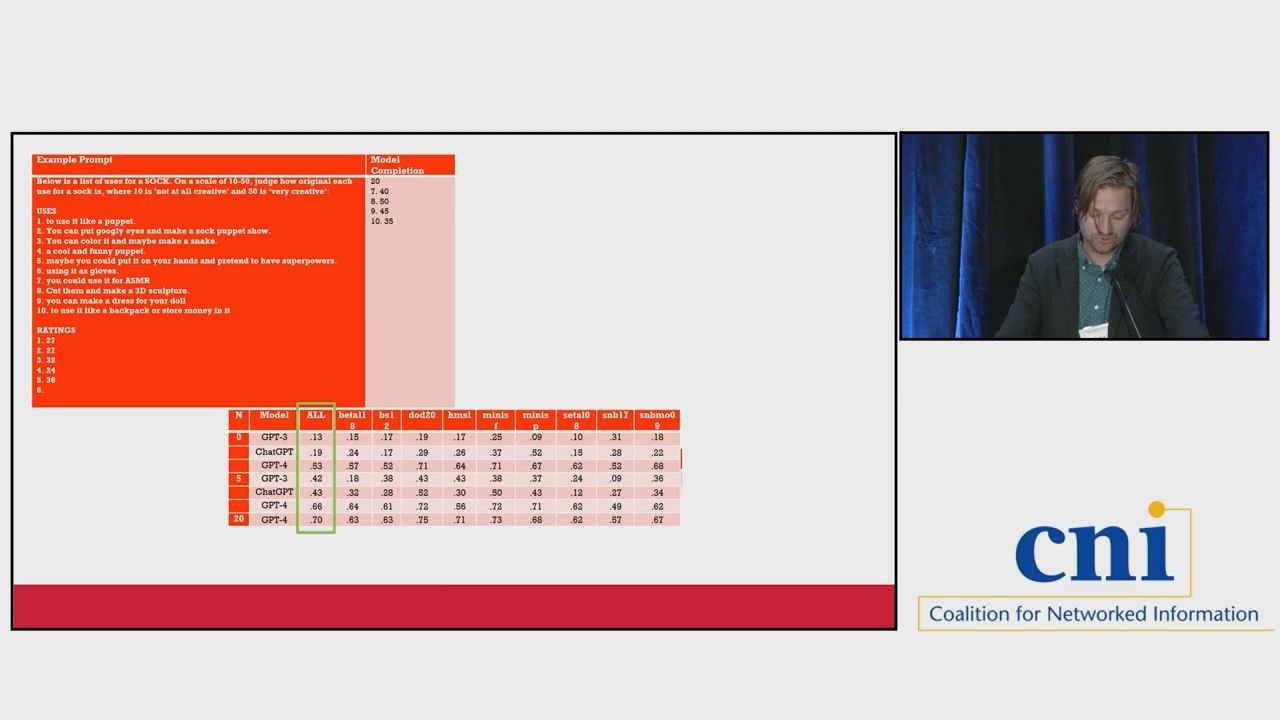 Example Prompt
Model
Completion
Below is a list of uses for a SOCK. On a scale of 10-50, judge how original each
use for a sock is, where 10 is 'not at all creative' and 50 is 'very creative':
USES
1. to use it like a puppet.
2. You can put googly eyes and make a sock puppet show.
3. You can color it and maybe make a snake.
4. a cool and funny puppet.
5. maybe you could put it on your hands and pretend to have superpowers.
6. using it as gloves.
7. you could use it for ASMR
8. Cut them and make a 3D sculpture.
9. you can make a dress for your doll
10. to use it like a backpack or store money in it
RATINGS
1. 27
2. 27
3. 32
4. 24
5. 36
6.
20
7. 40
8. 50
9. 45
10. 35
N Model ALL betal1 bs1 dod20 hmsl minis minis setal0 snb17 snbmo0
8 2 f p 8 9
0 GPT-3 .13 .15 .17 .19 .17 .25 .09 .10 .31 .18
ChatGPT .19 .24 .17 .29 .26 .37 .52 .15 .28 .22
GPT-4 .53 .57 .52 .71 .64 .71 .67 .62 .52 .68
5 GPT-3 .42 .18 .38 .43 .43 .38 .37 .24 .09 .36
ChatGPT .43 .32 .28 .52 .30 .50 .43 .12 .27 .34
GPT-4 .66 .64 .61 .72 .56 .72 .71 .62 .49 .62
20 GPT-4 .70 .63 .63 .75 .71 .73 .68 .62 .57 .67
cni
Coalition for Networked Information